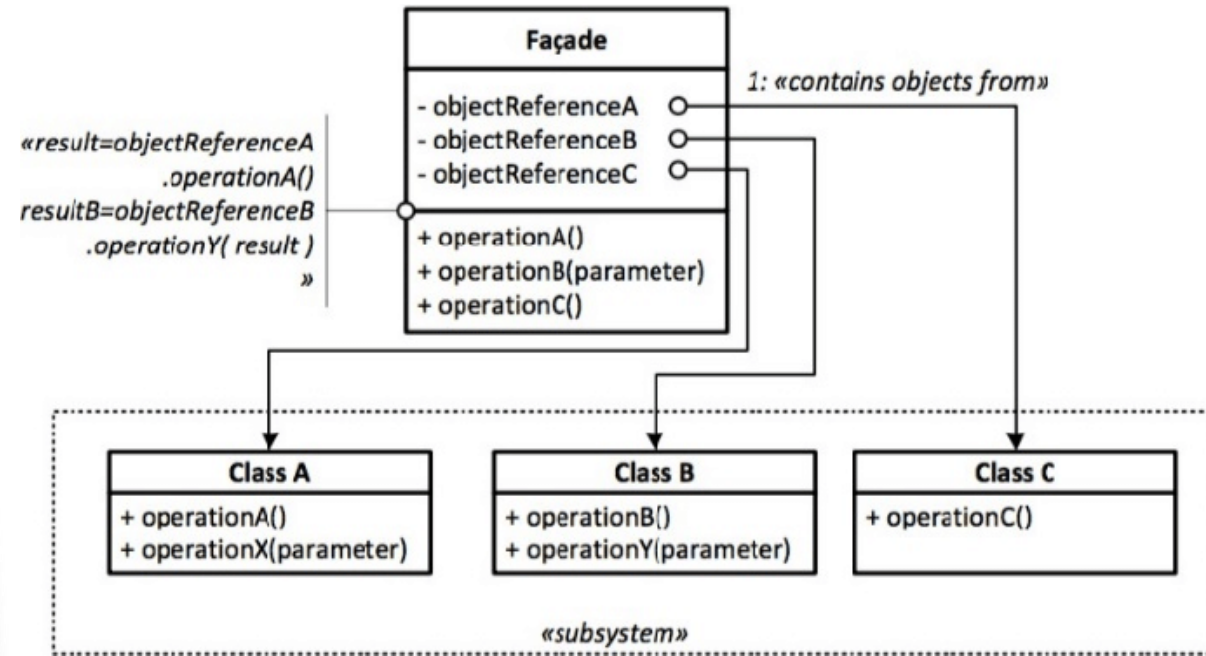 Façade
- objectReferenceA
- objectReferenceB
- objectReferenceC
+ operationA()
+ operationB(parameter)
+ operationC()
1: «contains objects from»
«result=objectReferenceA
.operationA()
resultB=objectReferenceB
.operationY( result )
»
Class A
+ operationA()
+ operationX(parameter)
Class B
+ operationB()
+ operationY(parameter)
Class C
+ operationC()
«subsystem»